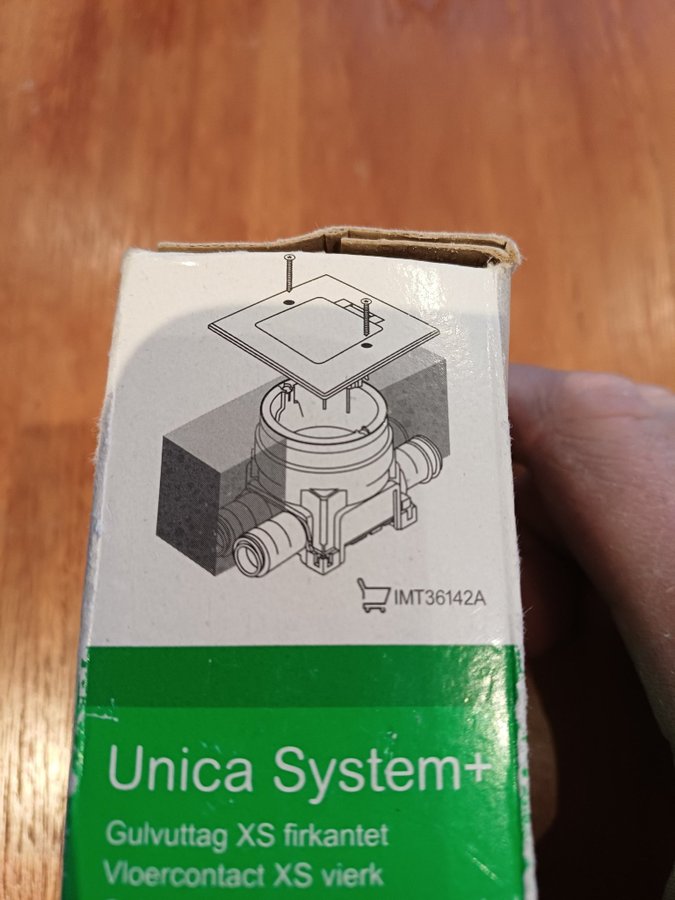 IMT36142A
Unica System+
Gulvuttag XS firkantet
Vloercontact XS vierk